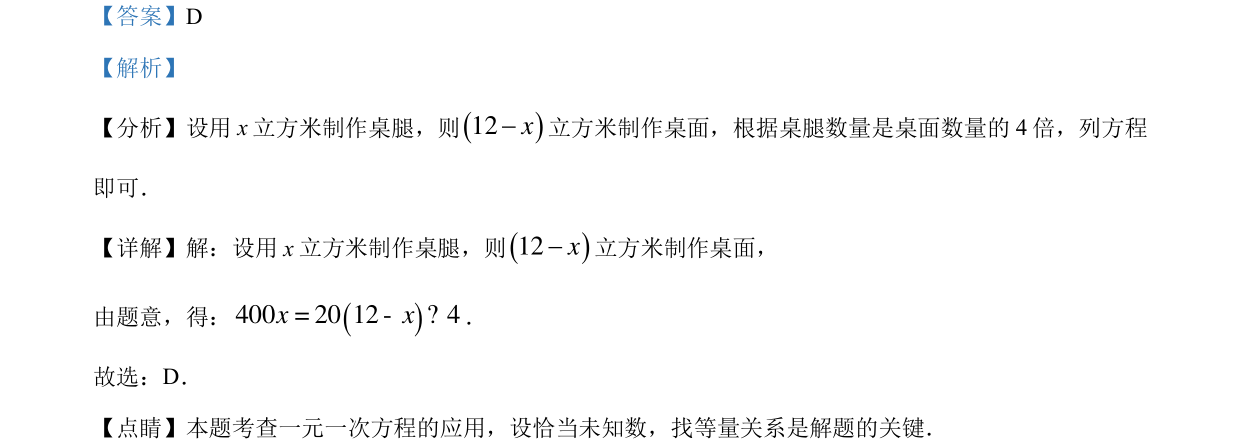 【答案】D
【解析】
【分析】设用 x 立方米制作桌腿，则(12−x)立方米制作桌面，根据桌腿数量是桌面数量的 4 倍，列方程
即可．
【详解】解：设用 x 立方米制作桌腿，则(12−x)立方米制作桌面，
由题意，得：400x=20(12- x)? 4．
故选：D．
【点睛】本题考查一元一次方程的应用，设恰当未知数，找等量关系是解题的关键．